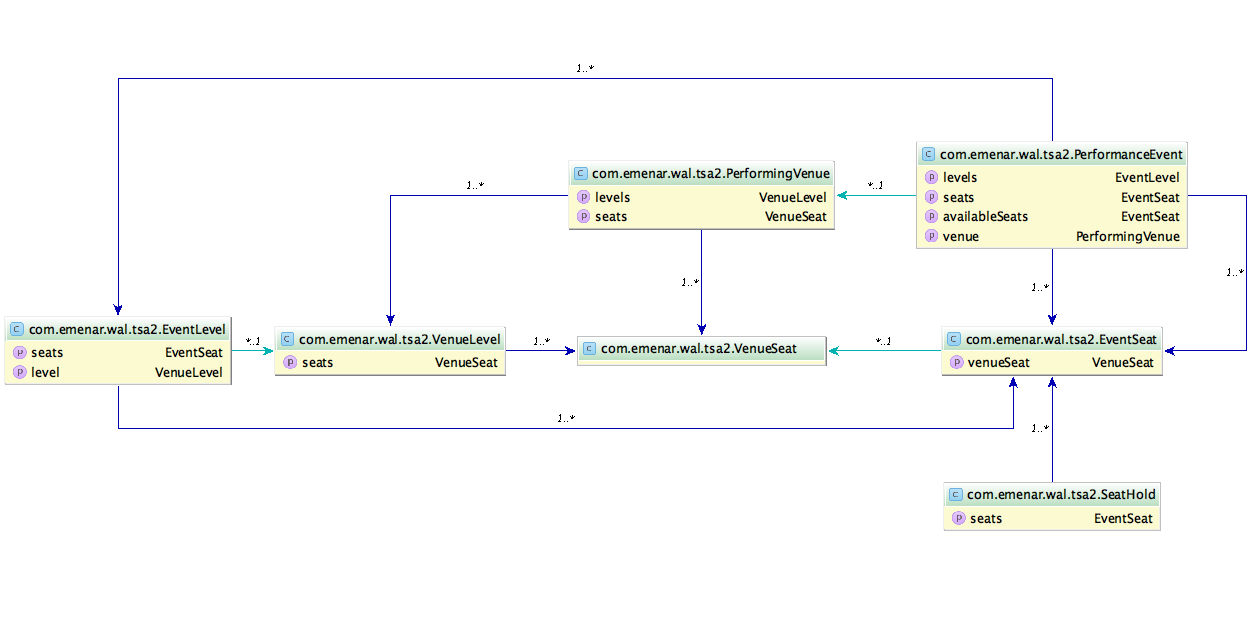 1..*
C com.emenar.wal.tsa2.PerformanceEvent
p levels EventLevel
p seats EventSeat
p availableSeats EventSeat
p venue PerformingVenue
C com.emenar.wal.tsa2.PerformingVenue
p levels VenueLevel
p seats VenueSeat
1..*
*..1
1..*
1..*
1..*
C com.emenar.wal.tsa2.EventLevel
p seats EventSeat
p level VenueLevel
*..1
C com.emenar.wal.tsa2.VenueLevel
p seats VenueSeat
1..*
C com.emenar.wal.tsa2.VenueSeat
*..1
C com.emenar.wal.tsa2.EventSeat
p venueSeat VenueSeat
1..*
1..*
C com.emenar.wal.tsa2.SeatHold
p seats EventSeat